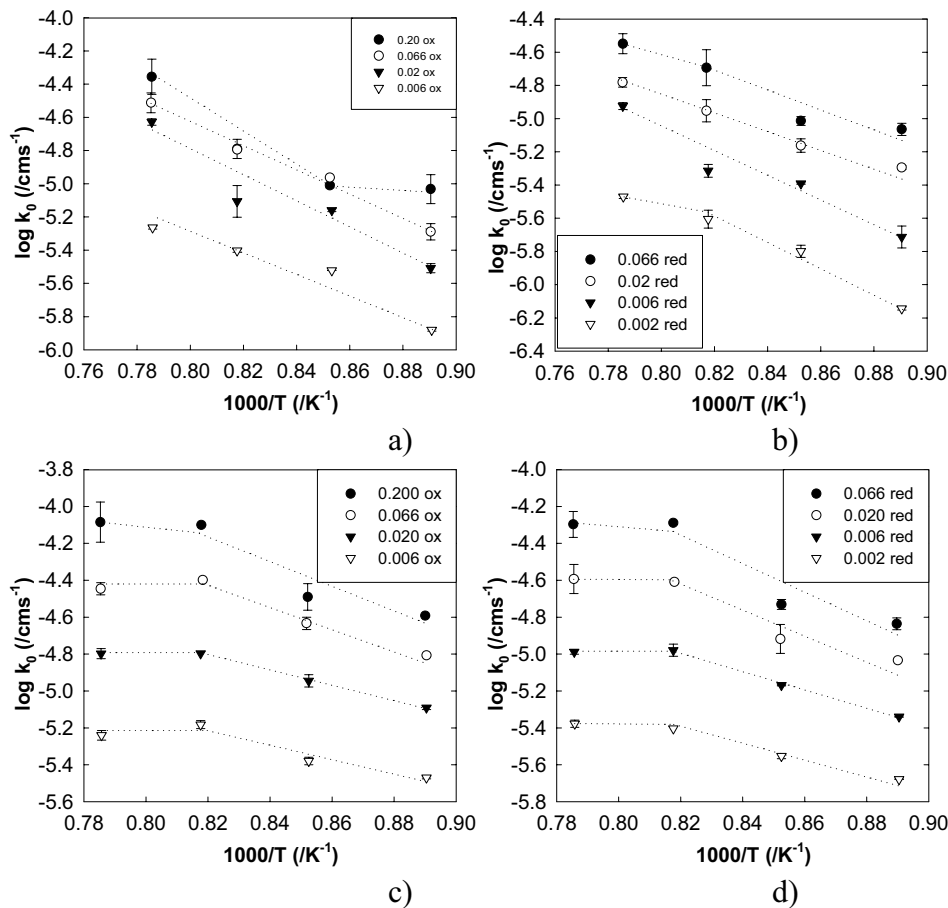 -4.0
-4.2
-4.4
-4.6
-4.8
-5.0
-5.2
-5.4
-5.6
-5.8
-6.0
log k0 (/cms-1)
0.20 ox
0.066 ox
0.02 ox
0.006 ox
0.76 0.78 0.80 0.82 0.84 0.86 0.88 0.90
1000/T (/K-1)
a)
-4.4
-4.6
-4.8
-5.0
-5.2
-5.4
-5.6
-5.8
-6.0
-6.2
-6.4
log k0 (/cms-1)
0.066 red
0.02 red
0.006 red
0.002 red
0.76 0.78 0.80 0.82 0.84 0.86 0.88 0.90
1000/T (/K-1)
b)
-3.8
-4.0
-4.2
-4.4
-4.6
-4.8
-5.0
-5.2
-5.4
-5.6
log k0 (/cms-1)
0.200 ox
0.066 ox
0.020 ox
0.006 ox
0.78 0.80 0.82 0.84 0.86 0.88 0.90
1000/T (/K-1)
c)
-4.0
-4.2
-4.4
-4.6
-4.8
-5.0
-5.2
-5.4
-5.6
-5.8
log k0 (/cms-1)
0.066 red
0.020 red
0.006 red
0.002 red
0.78 0.80 0.82 0.84 0.86 0.88 0.90
1000/T (/K-1)
d)